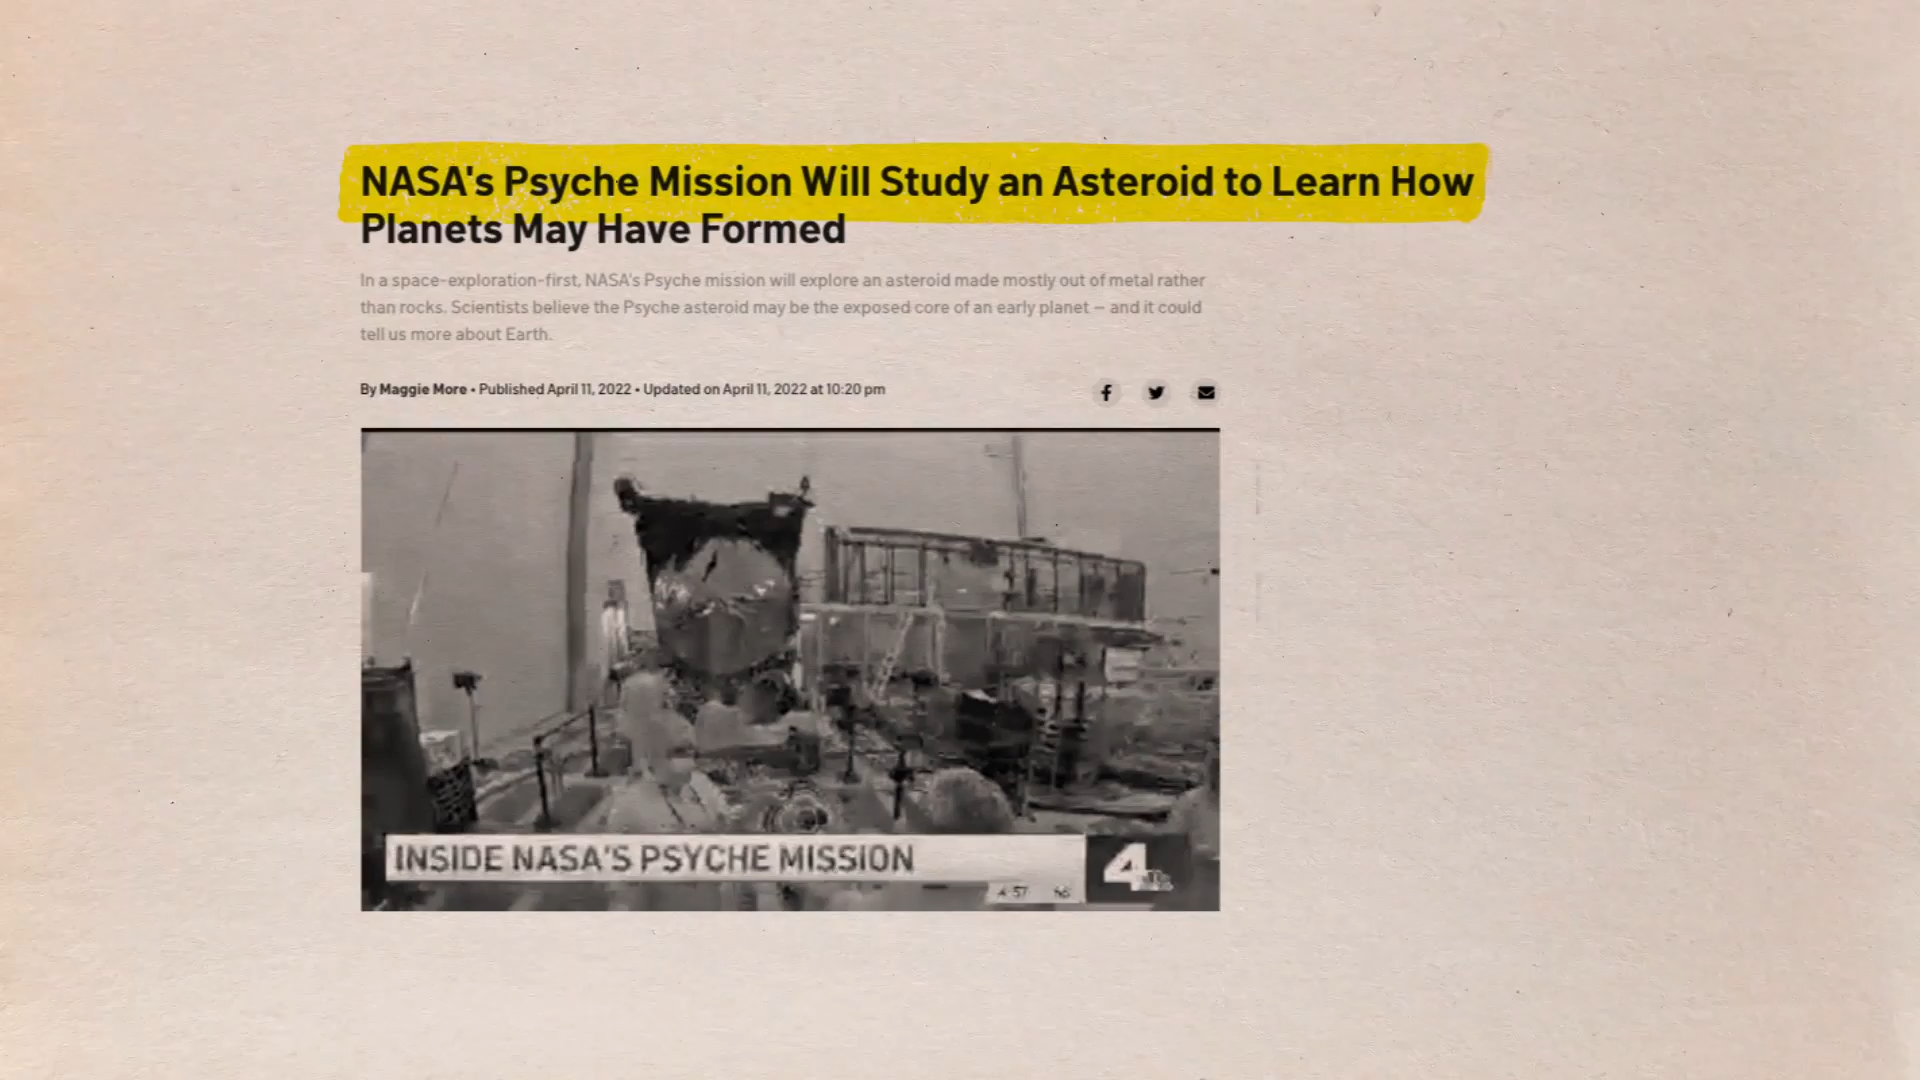 NASA's Psyche Mission Will Study an Asteroid to Learn How
Planets May Have Formed
In a space-exploration-first, NASA's Psyche mission will explore an asteroid made mostly out of metal rather
than rocks. Scientists believe the Psyche asteroid may be the exposed core of an early planet – and it could
tell us more about Earth.
By Maggie More • Published April 11, 2022 • Updated on April 11, 2022 at 10:20 pm
INSIDE NASA'S PSYCHE MISSION
4
4:57